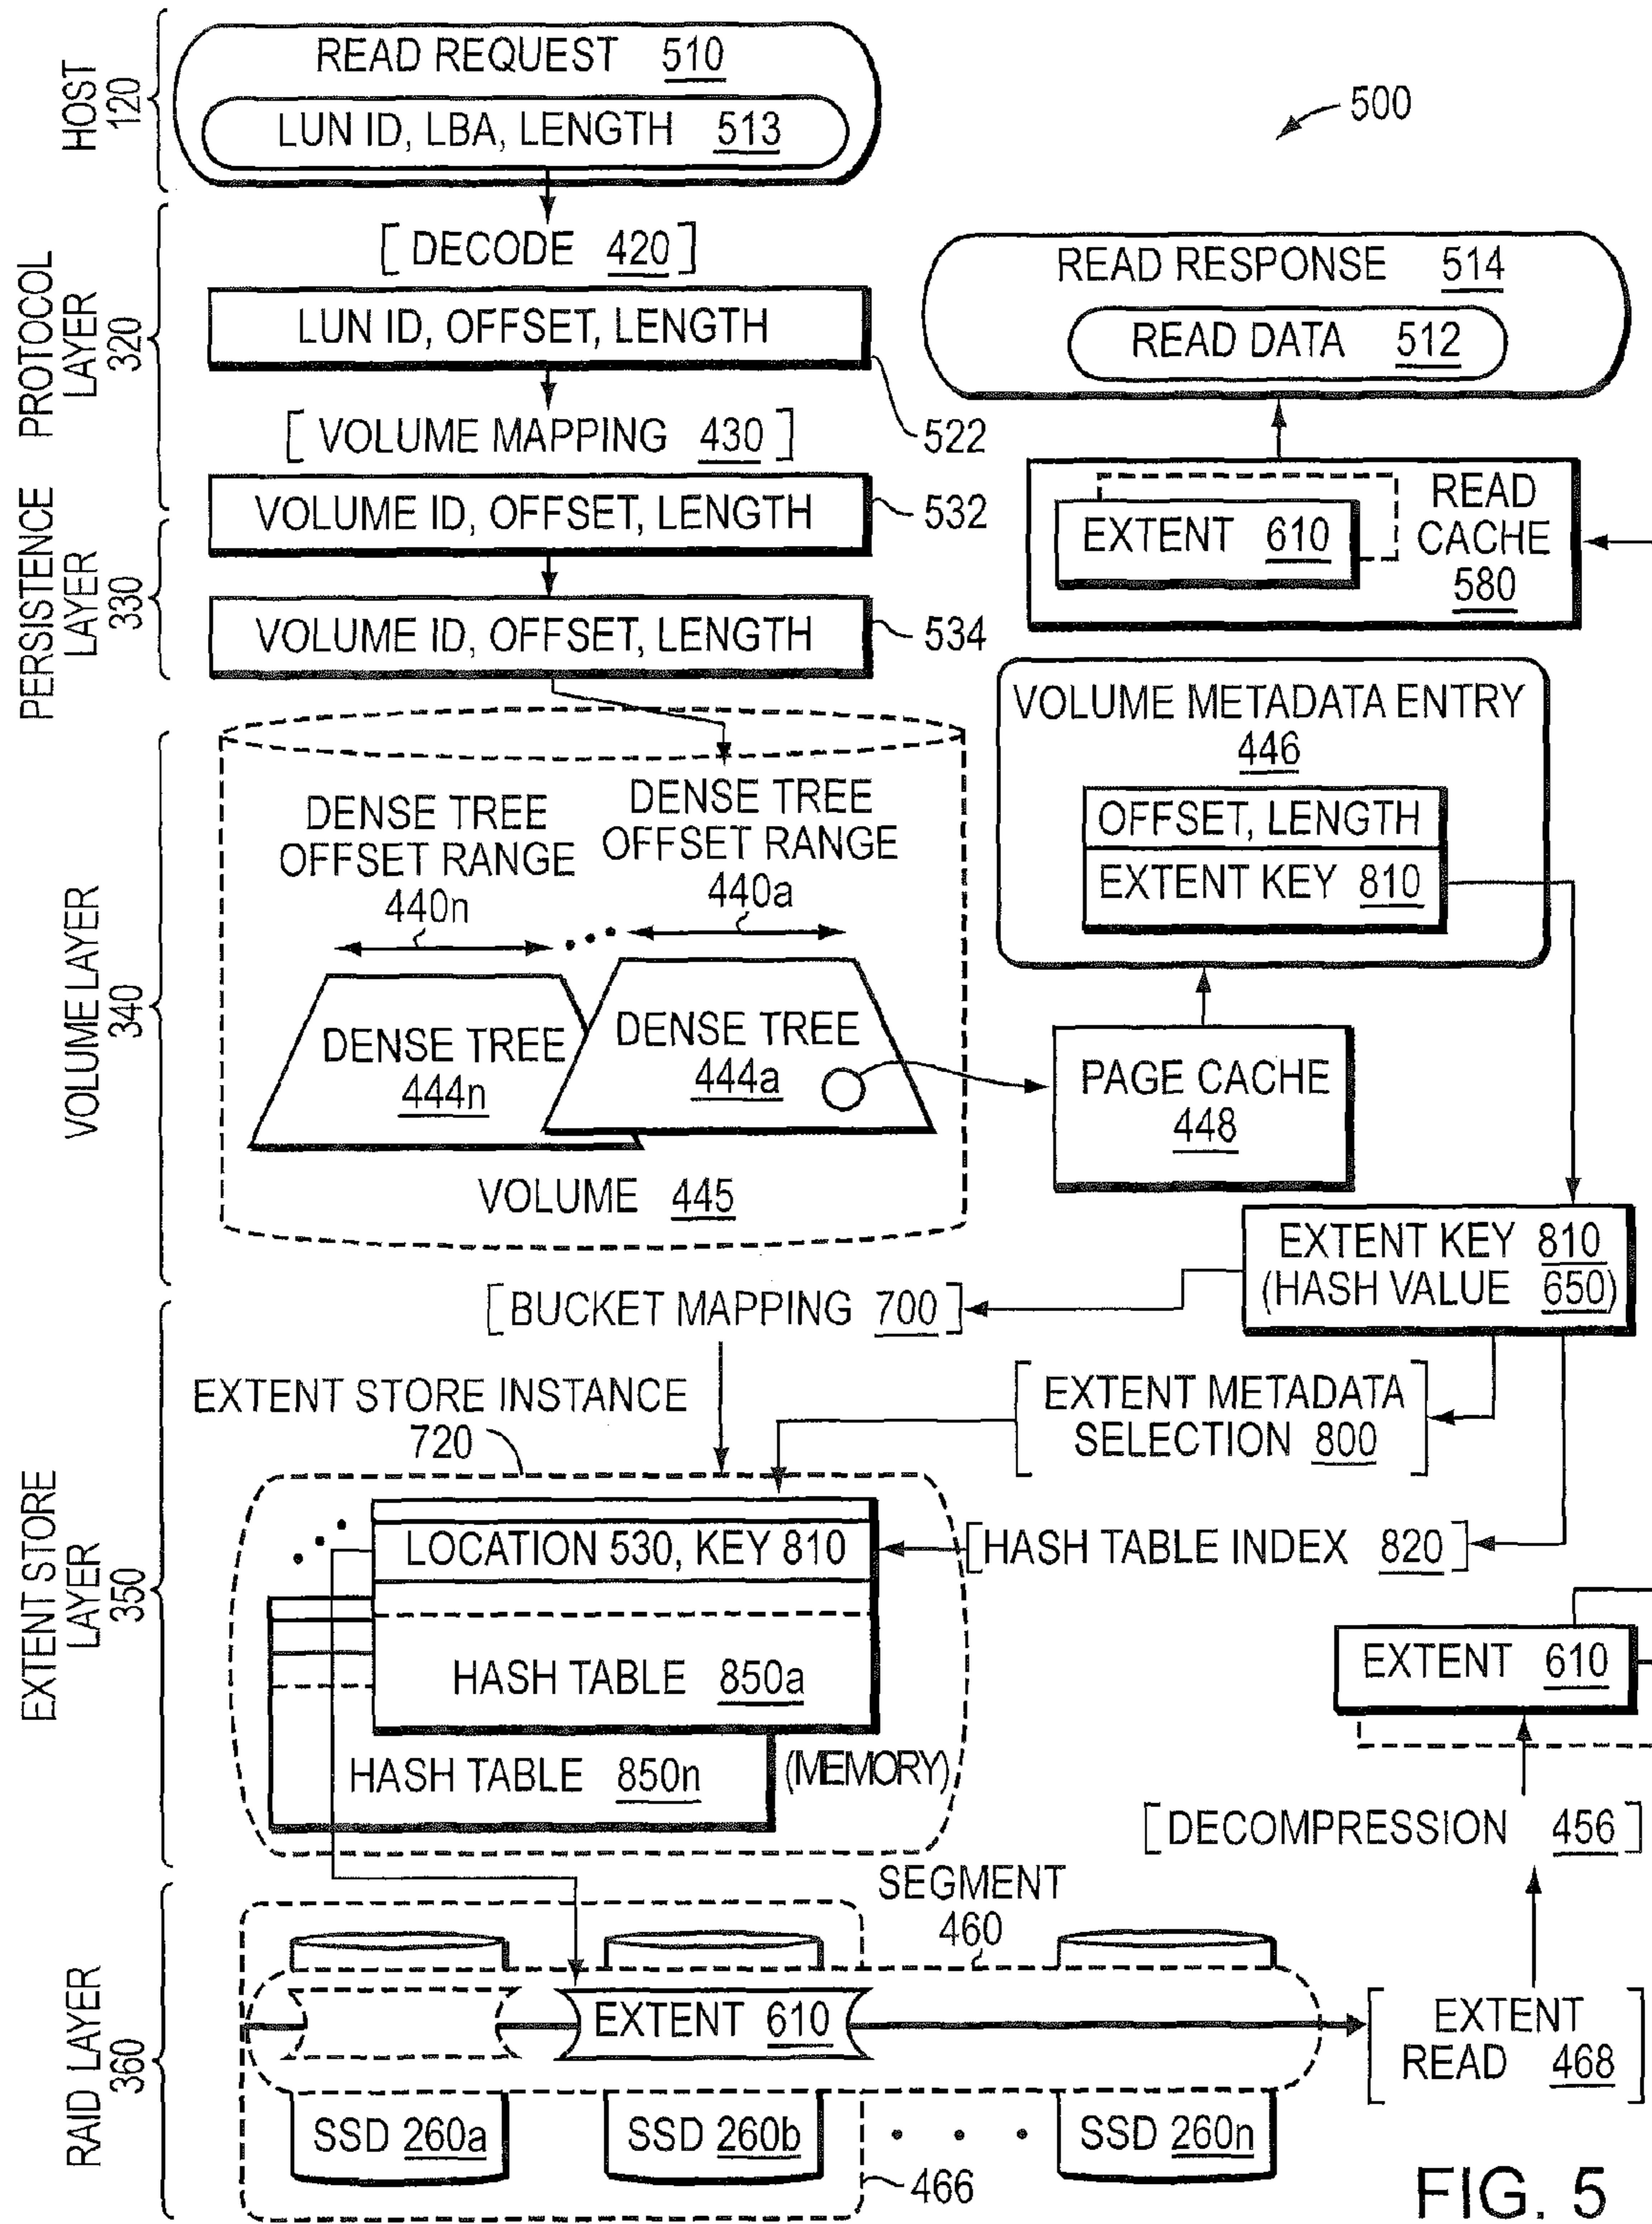 HOST
120
READ REQUEST 510
LUN ID, LBA, LENGTH 513
500
PROTOCOL
LAYER
320
[DECODE 420]
LUN ID, OFFSET, LENGTH
522
[VOLUME MAPPING 430]
READ RESPONSE 514
READ DATA 512
PERSISTENCE
LAYER
330
VOLUME ID, OFFSET, LENGTH
532
VOLUME ID, OFFSET, LENGTH
534
EXTENT 610
READ
CACHE
580
VOLUME LAYER
340
DENSE TREE
OFFSET RANGE
440n
DENSE TREE
OFFSET RANGE
440a
DENSE TREE
444n
DENSE TREE
444a
VOLUME 445
VOLUME METADATA ENTRY
446
OFFSET, LENGTH
EXTENT KEY 810
PAGE CACHE
448
EXTENT KEY 810
(HASH VALUE 650)
EXTENT STORE
LAYER
350
[BUCKET MAPPING 700]
EXTENT METADATA
SELECTION 800
EXTENT STORE INSTANCE
720
LOCATION 530, KEY 810
[HASH TABLE INDEX 820]
HASH TABLE 850a
HASH TABLE 850n
(MEMORY)
EXTENT 610
[DECOMPRESSION 456]
RAID LAYER
360
SEGMENT
460
EXTENT 610
EXTENT
READ 468
SSD 260a
SSD 260b
SSD 260n
466
FIG. 5